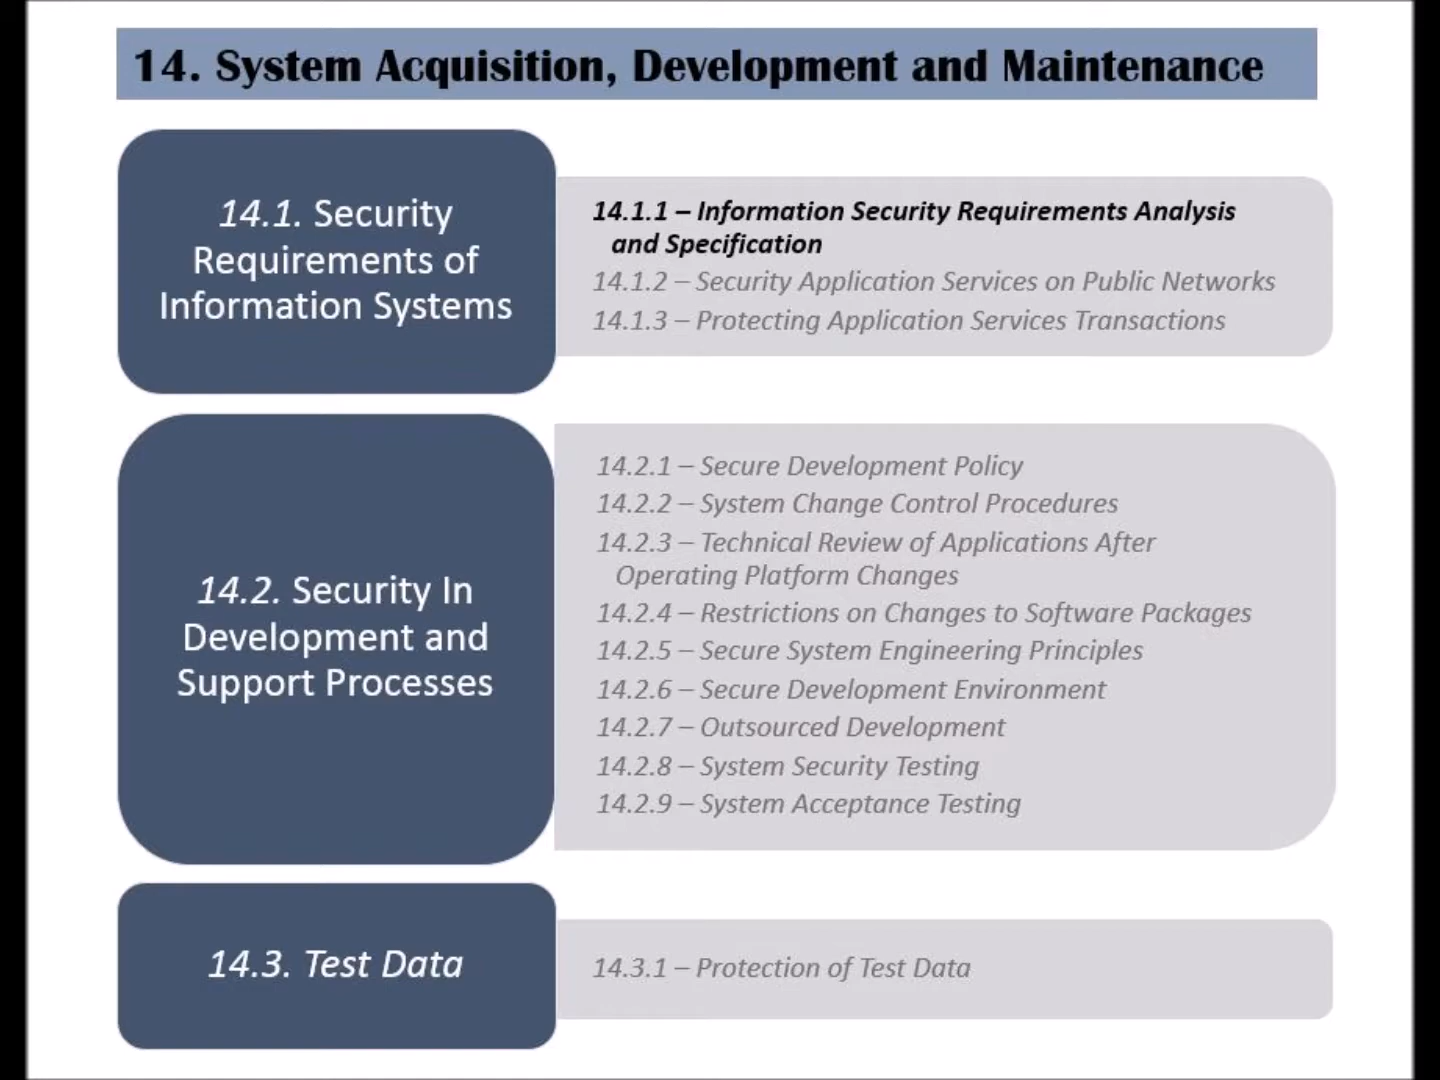 14. System Acquisition, Development and Maintenance
14.1. Security
Requirements of
Information Systems
14.1.1 – Information Security Requirements Analysis
and Specification
14.1.2 – Security Application Services on Public Networks
14.1.3 – Protecting Application Services Transactions
14.2. Security In
Development and
Support Processes
14.2.1 – Secure Development Policy
14.2.2 – System Change Control Procedures
14.2.3 – Technical Review of Applications After
Operating Platform Changes
14.2.4 – Restrictions on Changes to Software Packages
14.2.5 – Secure System Engineering Principles
14.2.6 – Secure Development Environment
14.2.7 – Outsourced Development
14.2.8 – System Security Testing
14.2.9 – System Acceptance Testing
14.3. Test Data
14.3.1 – Protection of Test Data